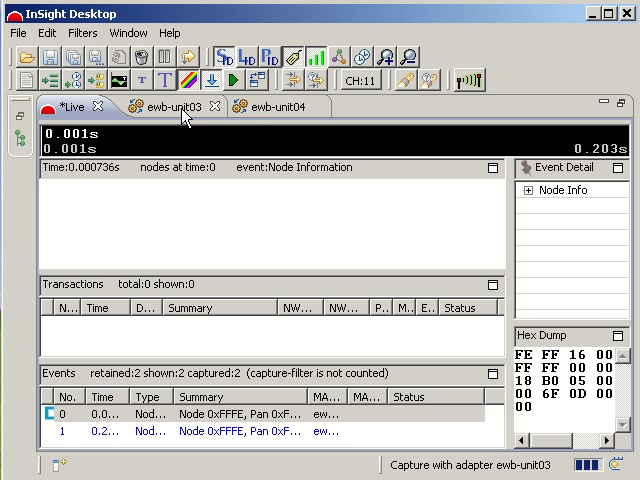 InSight Desktop
File Edit Filters Window Help
SID LID PID
T T CH:11
*Live ewb-unit03 ewb-unit04
0.001s
0.001s 0.203s
Time:0.000736s nodes at time:0 event:Node Information
Event Detail
Node Info
Transactions total:0 shown:0
N... Time D... Summary NW... NW... P.. M.. E.. Status
Hex Dump
FE FF 16 00
FF FF 00 00
18 B0 05 00
00 6F 0D 00
00
Events retained:2 shown:2 captured:2 (capture-filter is not counted)
No. Time Type Summary MA... MA... Status
0 0.0... Nod... Node 0xFFFE, Pan 0xF... ew...
1 0.2... Nod... Node 0xFFFE, Pan 0xF... ew...
Capture with adapter ewb-unit03